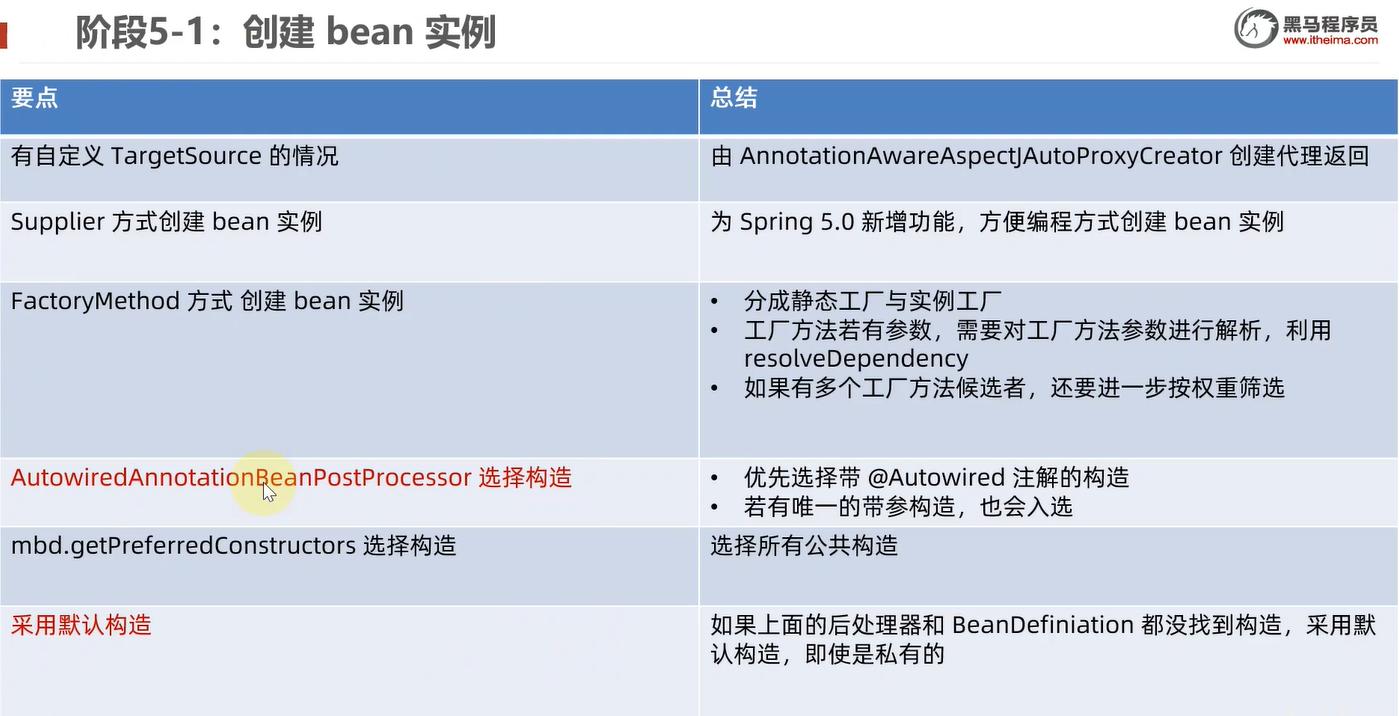 阶段5-1：创建 bean 实例
黑马程序员
www.itheima.com
要点
总结
有自定义 TargetSource 的情况
由 AnnotationAwareAspectJAutoProxyCreator 创建代理返回
Supplier 方式创建 bean 实例
为 Spring 5.0 新增功能，方便编程方式创建 bean 实例
FactoryMethod 方式 创建 bean 实例
• 分成静态工厂与实例工厂
• 工厂方法若有参数，需要对工厂方法参数进行解析，利用
resolveDependency
• 如果有多个工厂方法候选者，还要进一步按权重筛选
AutowiredAnnotationBeanPostProcessor 选择构造
• 优先选择带 @Autowired 注解的构造
• 若有唯一的带参构造，也会入选
mbd.getPreferredConstructors 选择构造
选择所有公共构造
采用默认构造
如果上面的后处理器和 BeanDefiniation 都没找到构造，采用默
认构造，即使是私有的